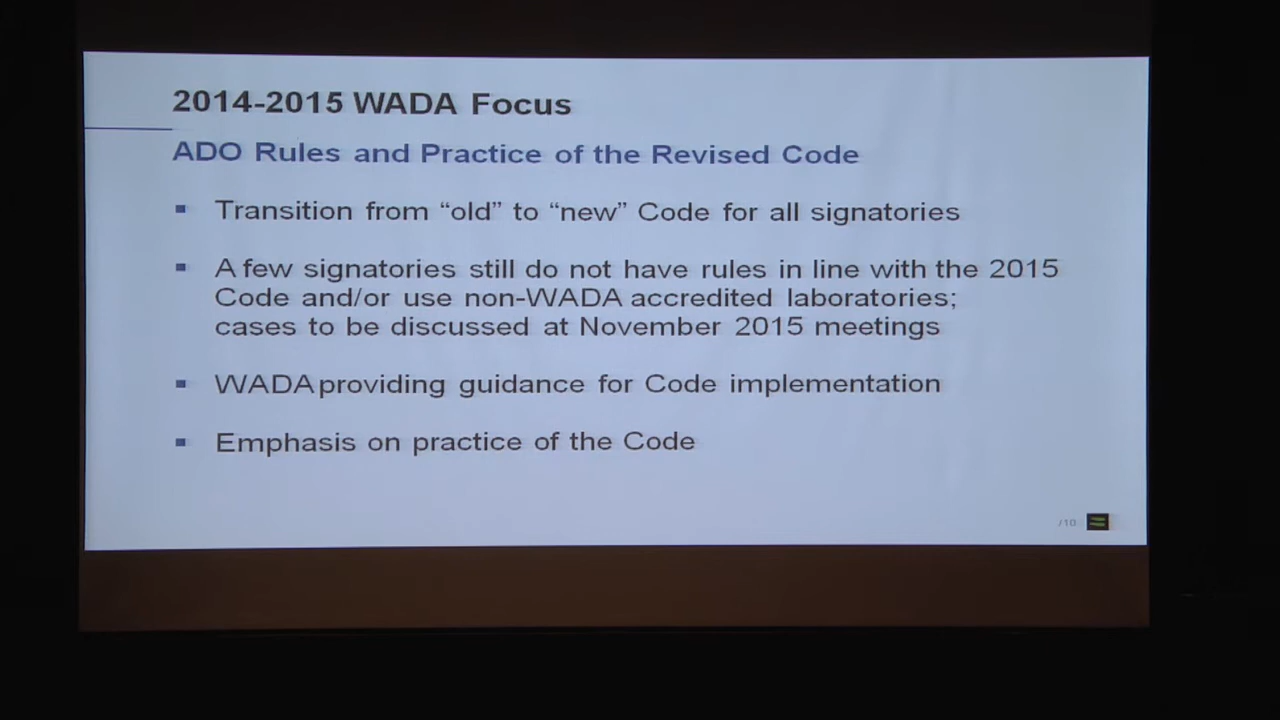 2014-2015 WADA Focus
ADO Rules and Practice of the Revised Code
▪ Transition from “old” to “new” Code for all signatories
▪ A few signatories still do not have rules in line with the 2015
Code and/or use non-WADA accredited laboratories;
cases to be discussed at November 2015 meetings
▪ WADA providing guidance for Code implementation
▪ Emphasis on practice of the Code
/10